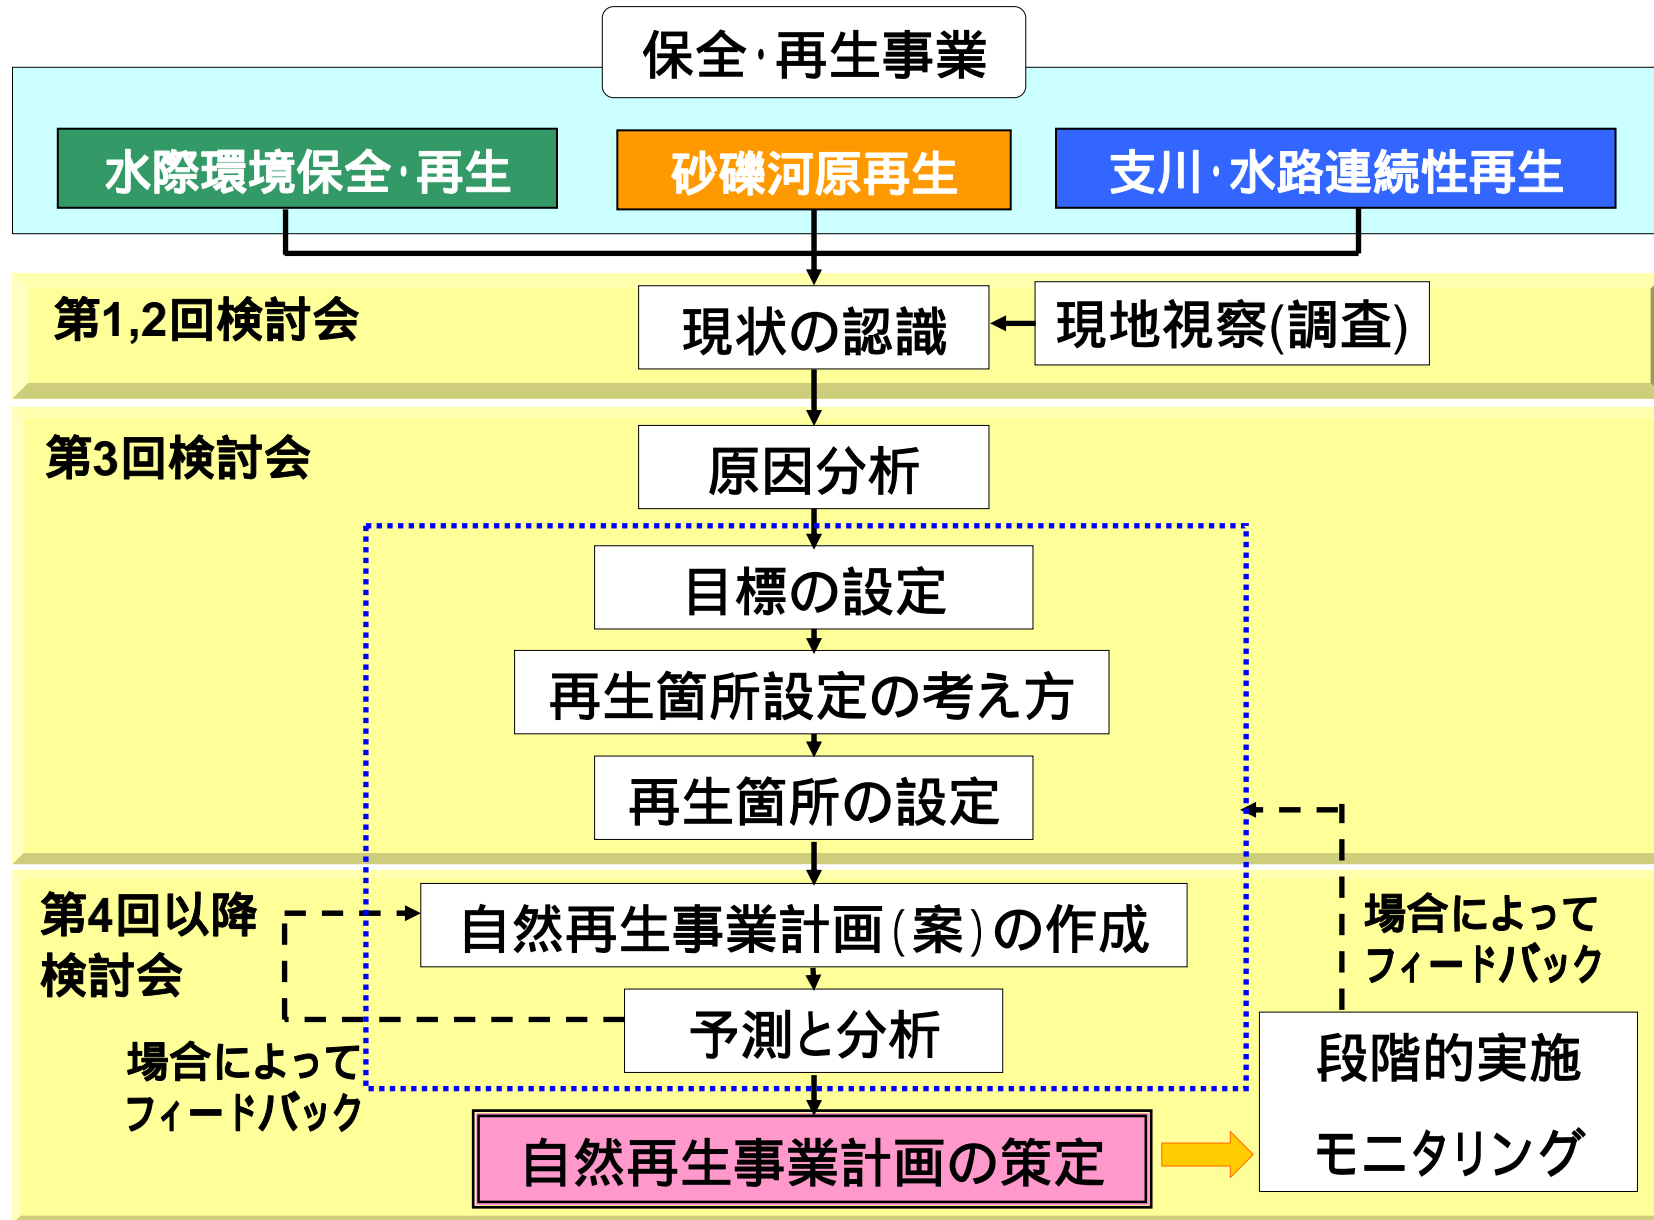 保全・再生事業
水際環境保全・再生
砂礫河原再生
支川・水路連続性再生
第1,2回検討会
現状の認識
現地視察(調査)
第3回検討会
原因分析
目標の設定
再生箇所設定の考え方
再生箇所の設定
第4回以降
検討会
自然再生事業計画(案)の作成
場合によって
フィードバック
予測と分析
場合によって
フィードバック
段階的実施
モニタリング
自然再生事業計画の策定